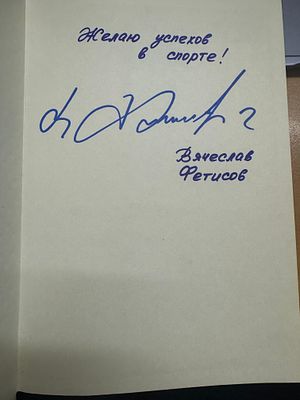 Желаю успехов
в спорте!
Вячеслав
Фетисов